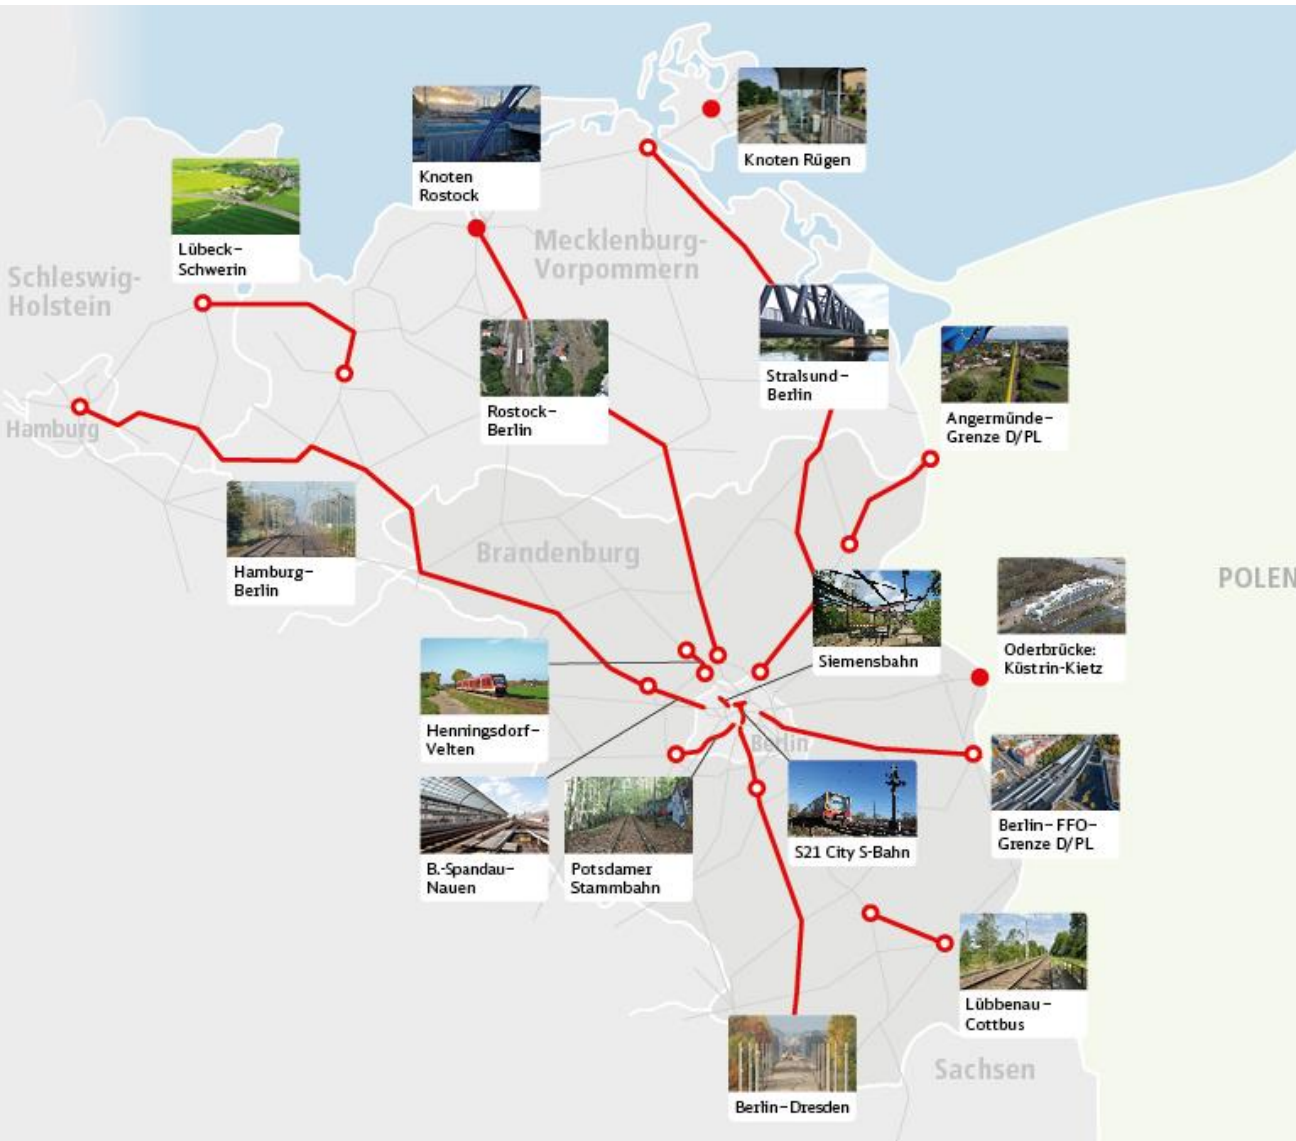 Knoten Rügen
Knoten
Rostock
Lübeck–
Schwerin
Mecklenburg-
Vorpommern
Schleswig-
Holstein
Stralsund–
Berlin
Rostock–
Berlin
Angermünde–
Grenze D/PL
Hamburg
Hamburg–
Berlin
Brandenburg
POLEN
Siemensbahn
Oderbrücke:
Küstrin-Kietz
Henningsdorf–
Velten
Berlin
Berlin–FFO–
Grenze D/PL
S21 City S-Bahn
B.-Spandau–
Nauen
Potsdamer
Stammbahn
Lübbenau–
Cottbus
Sachsen
Berlin–Dresden